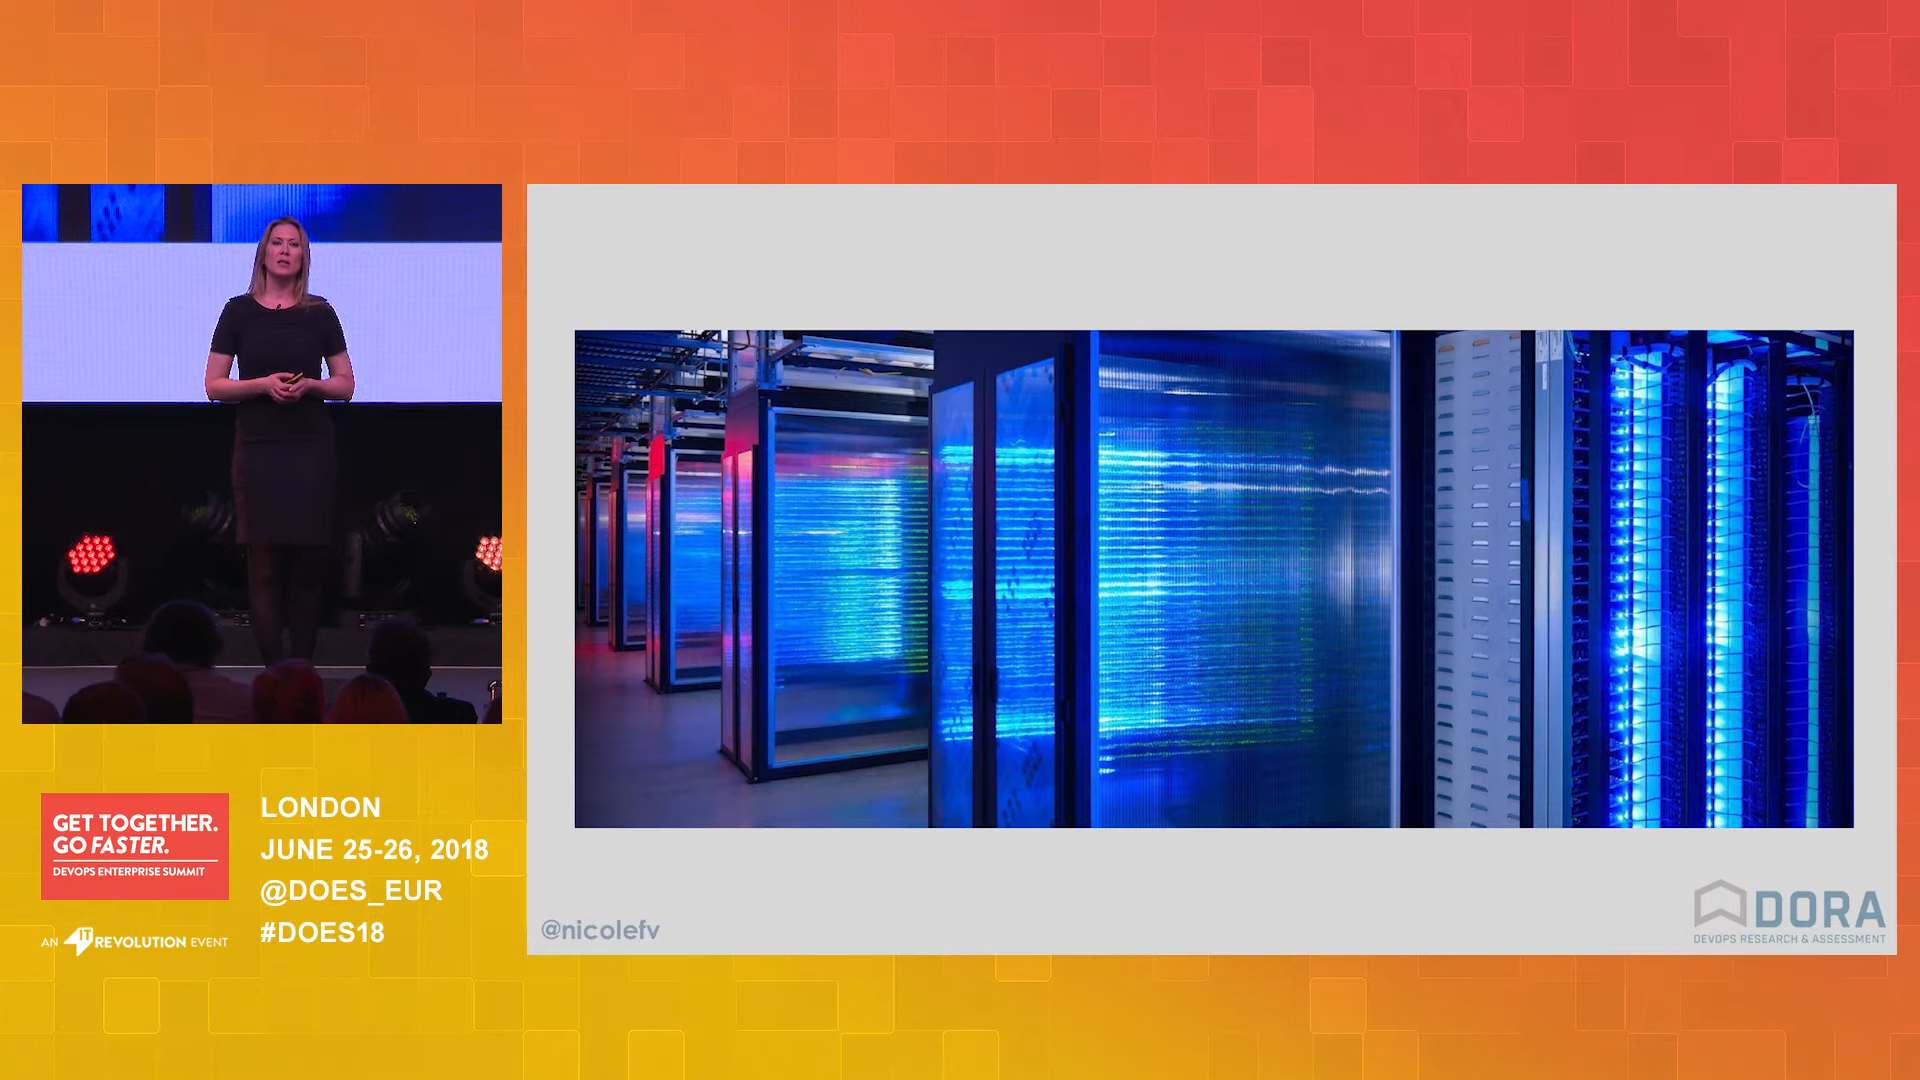 GET TOGETHER.
GO FASTER.
DEVOPS ENTERPRISE SUMMIT
AN IT REVOLUTION EVENT
LONDON
JUNE 25-26, 2018
@DOES_EUR
#DOES18
@nicolefv
DORA
DEVOPS RESEARCH & ASSESSMENT